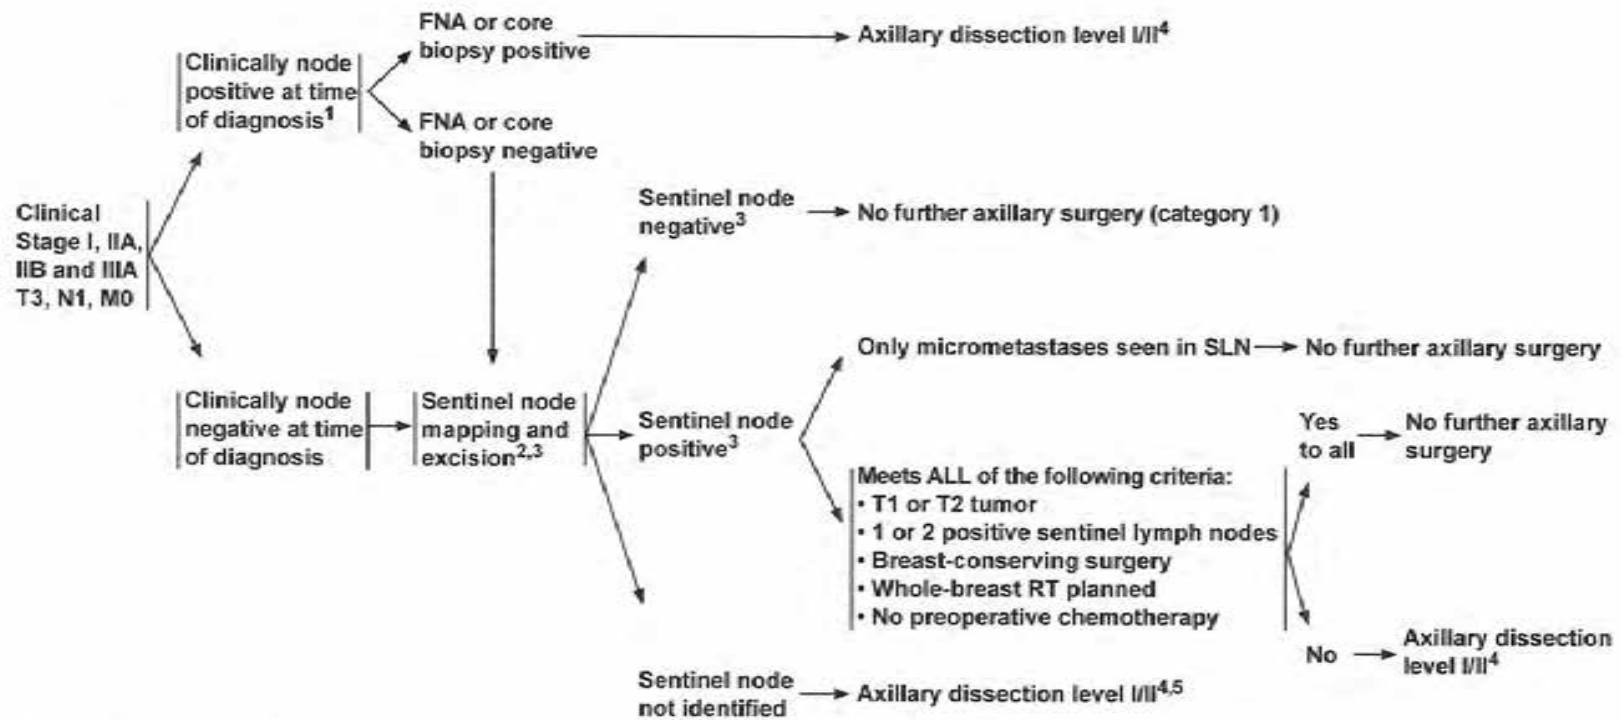 FNA or core
biopsy positive
Axillary dissection level I/II4
Clinically node
positive at time
of diagnosis1
FNA or core
biopsy negative
Clinical
Stage I, IIA,
IIB and IIIA
T3, N1, M0
Sentinel node
negative3
No further axillary surgery (category 1)
Clinically node
negative at time
of diagnosis
Sentinel node
mapping and
excision2,3
Sentinel node
positive3
Only micrometastases seen in SLN
No further axillary surgery
Meets ALL of the following criteria:
• T1 or T2 tumor
• 1 or 2 positive sentinel lymph nodes
• Breast-conserving surgery
• Whole-breast RT planned
• No preoperative chemotherapy
Yes
to all
No further axillary
surgery
No
Axillary dissection
level I/II4
Sentinel node
not identified
Axillary dissection level I/II4,5